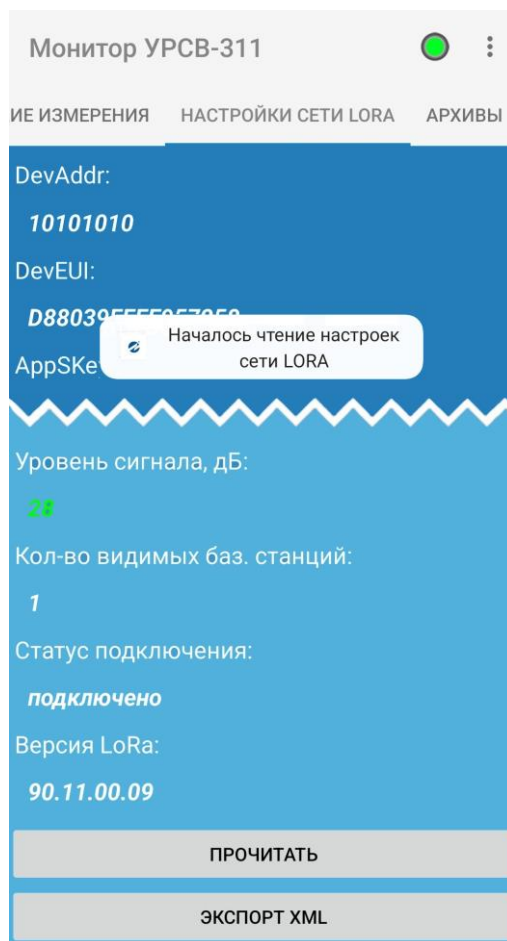 Монитор УРСВ-311
ИЕ ИЗМЕРЕНИЯ НАСТРОЙКИ СЕТИ LORA АРХИВЫ
DevAddr:
10101010
DevEUI:
Началось чтение настроек
сети LORA
Уровень сигнала, дБ:
Кол-во видимых баз. станций:
1
Статус подключения:
подключено
Версия LoRa:
90.11.00.09
ПРОЧИТАТЬ
ЭКСПОРТ XML